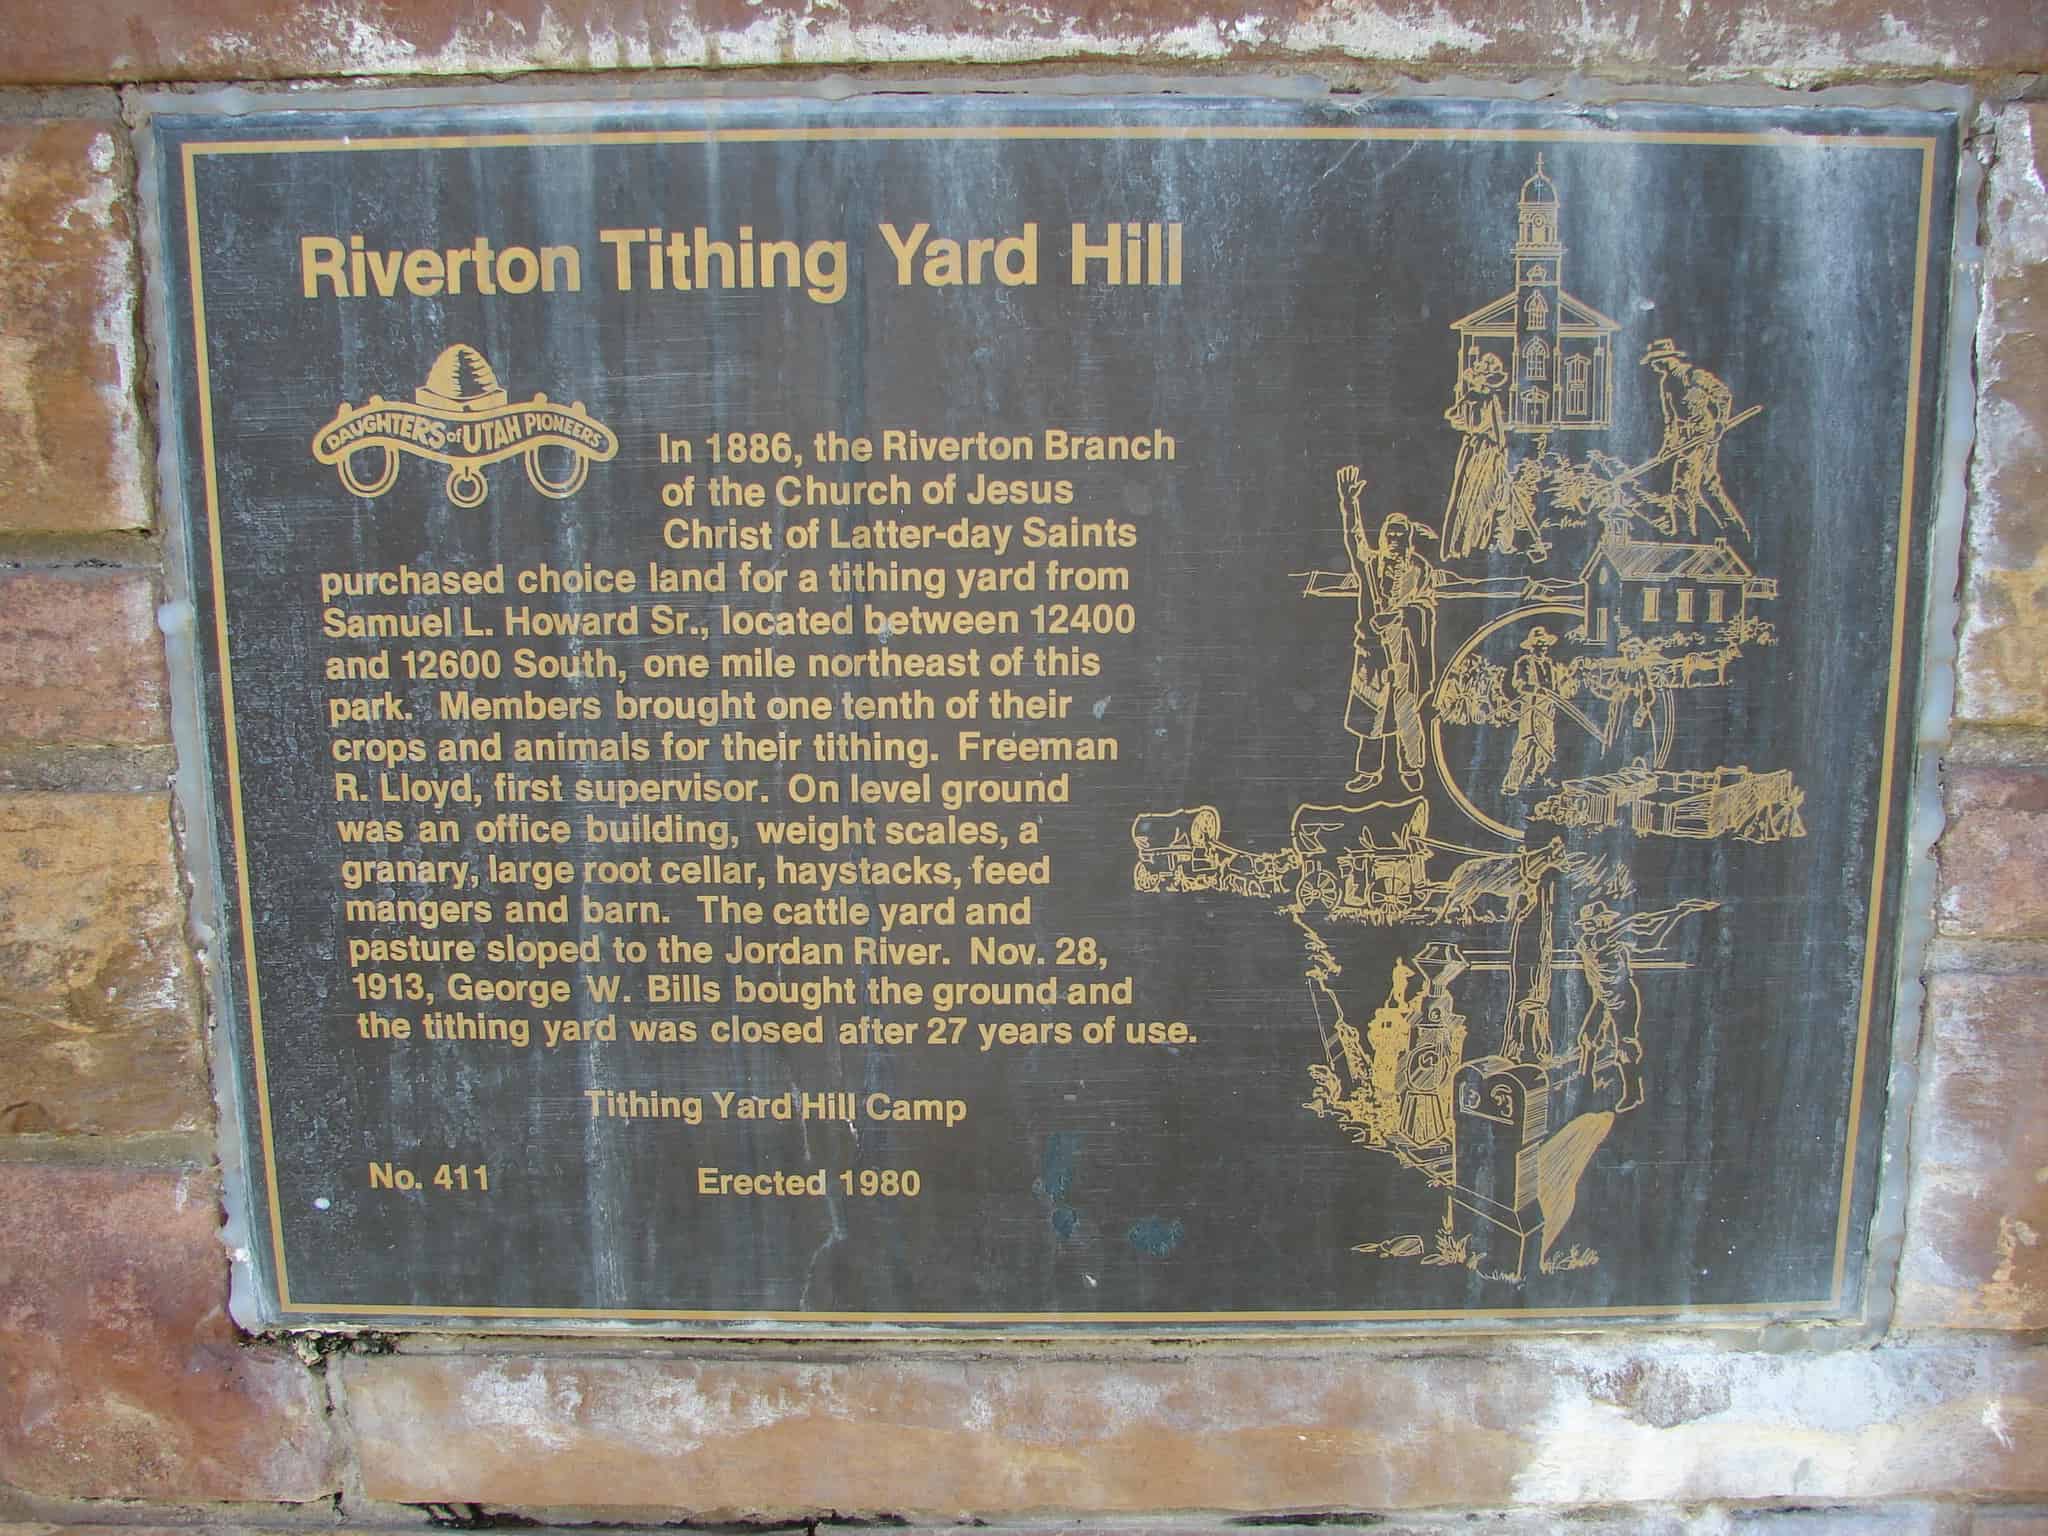 Riverton Tithing Yard Hill
DAUGHTERS of UTAH PIONEERS
In 1886, the Riverton Branch
of the Church of Jesus
Christ of Latter-day Saints
purchased choice land for a tithing yard from
Samuel L. Howard Sr., located between 12400
and 12600 South, one mile northeast of this
park. Members brought one tenth of their
crops and animals for their tithing. Freeman
R. Lloyd, first supervisor. On level ground
was an office building, weight scales, a
granary, large root cellar, haystacks, feed
mangers and barn. The cattle yard and
pasture sloped to the Jordan River. Nov. 28,
1913, George W. Bills bought the ground and
the tithing yard was closed after 27 years of use.
Tithing Yard Hill Camp
No. 411 Erected 1980